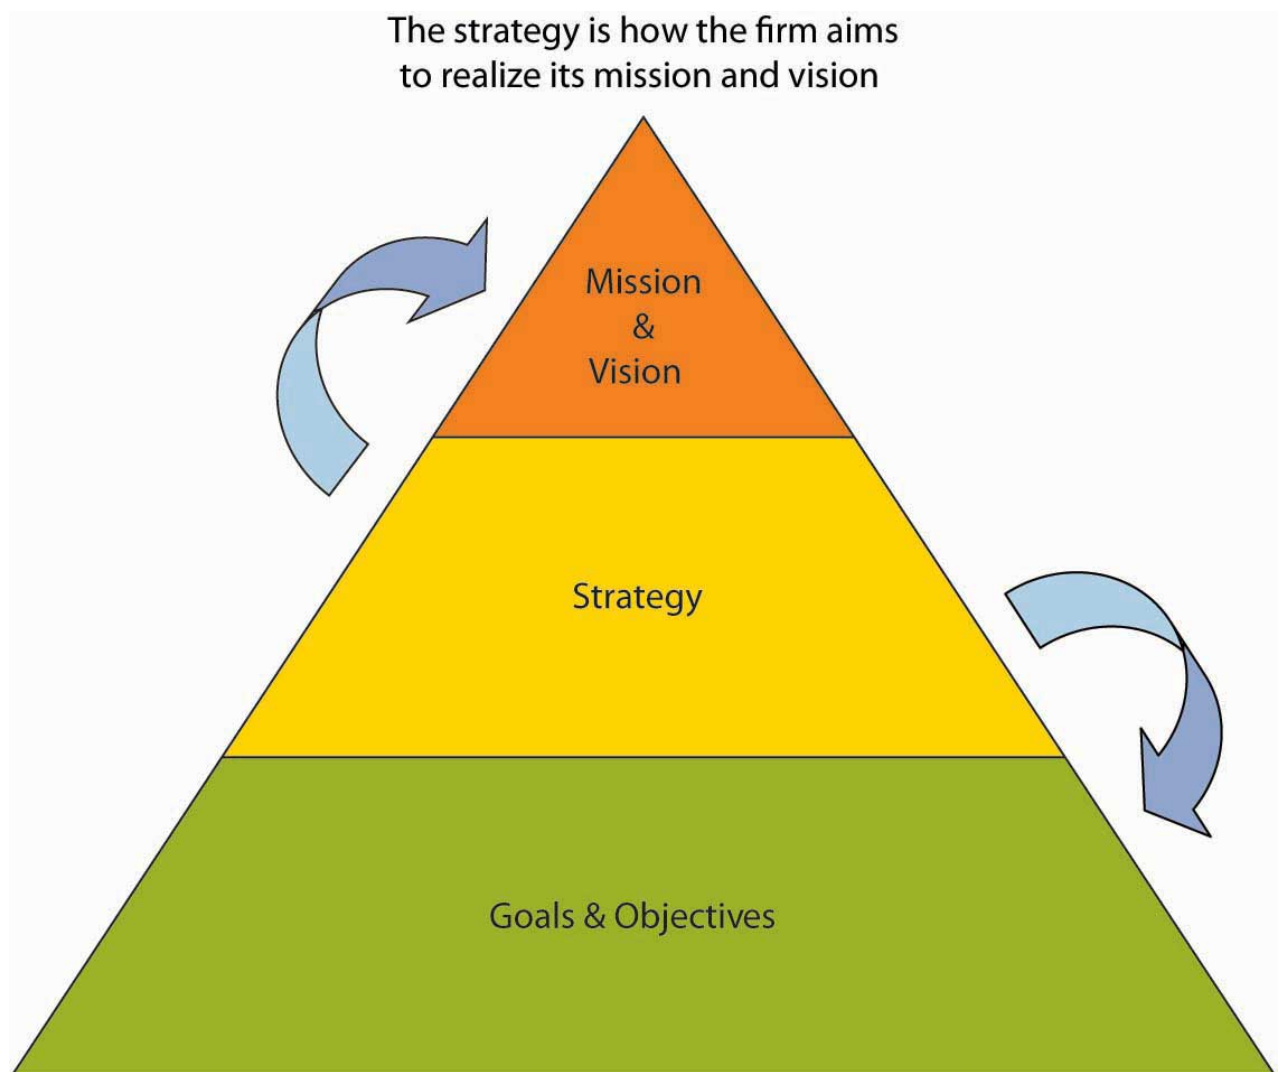 The strategy is how the firm aims
to realize its mission and vision
Mission
&
Vision
Strategy
Goals & Objectives